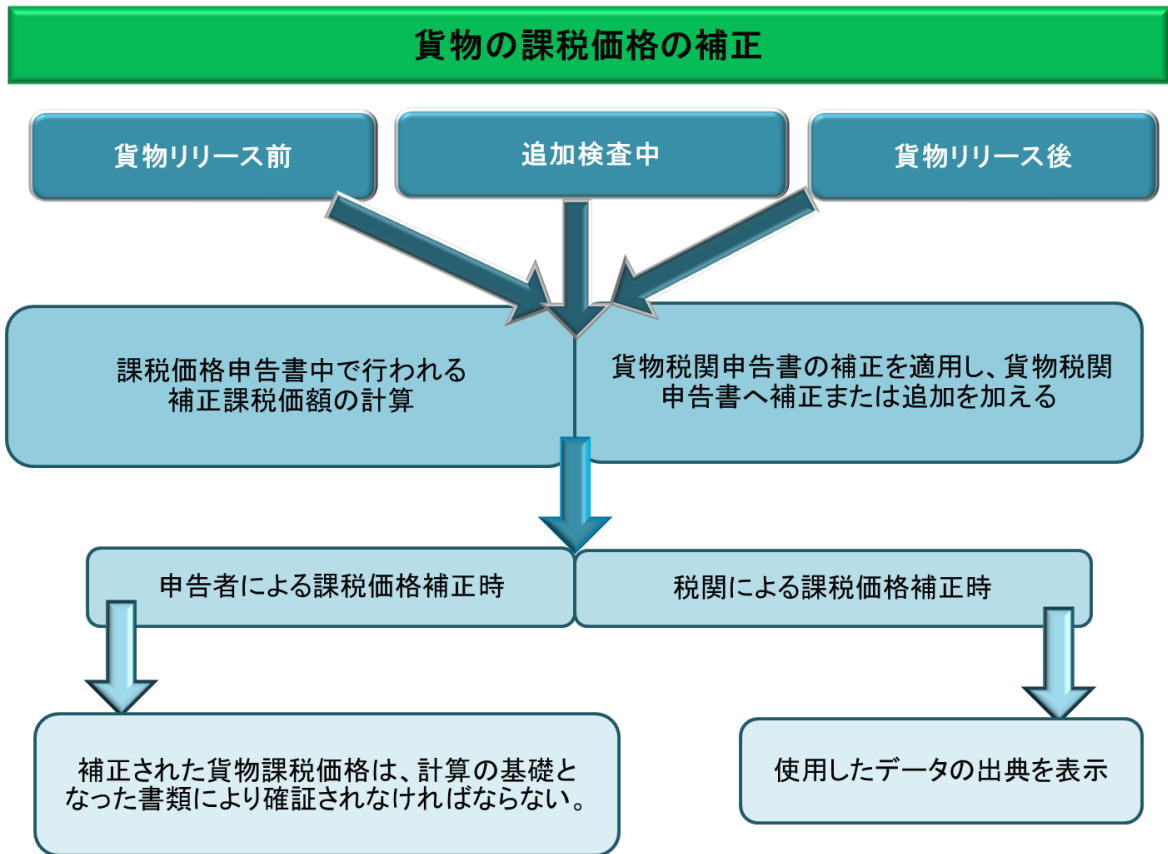 貨物の課税価格の補正
貨物リリース前
追加検査中
貨物リリース後
課税価格申告書中で行われる
補正課税価額の計算
貨物税関申告書の補正を適用し、貨物税関
申告書へ補正または追加を加える
申告者による課税価格補正時
税関による課税価格補正時
補正された貨物課税価格は、計算の基礎と
なった書類により確証されなければならない。
使用したデータの出典を表示